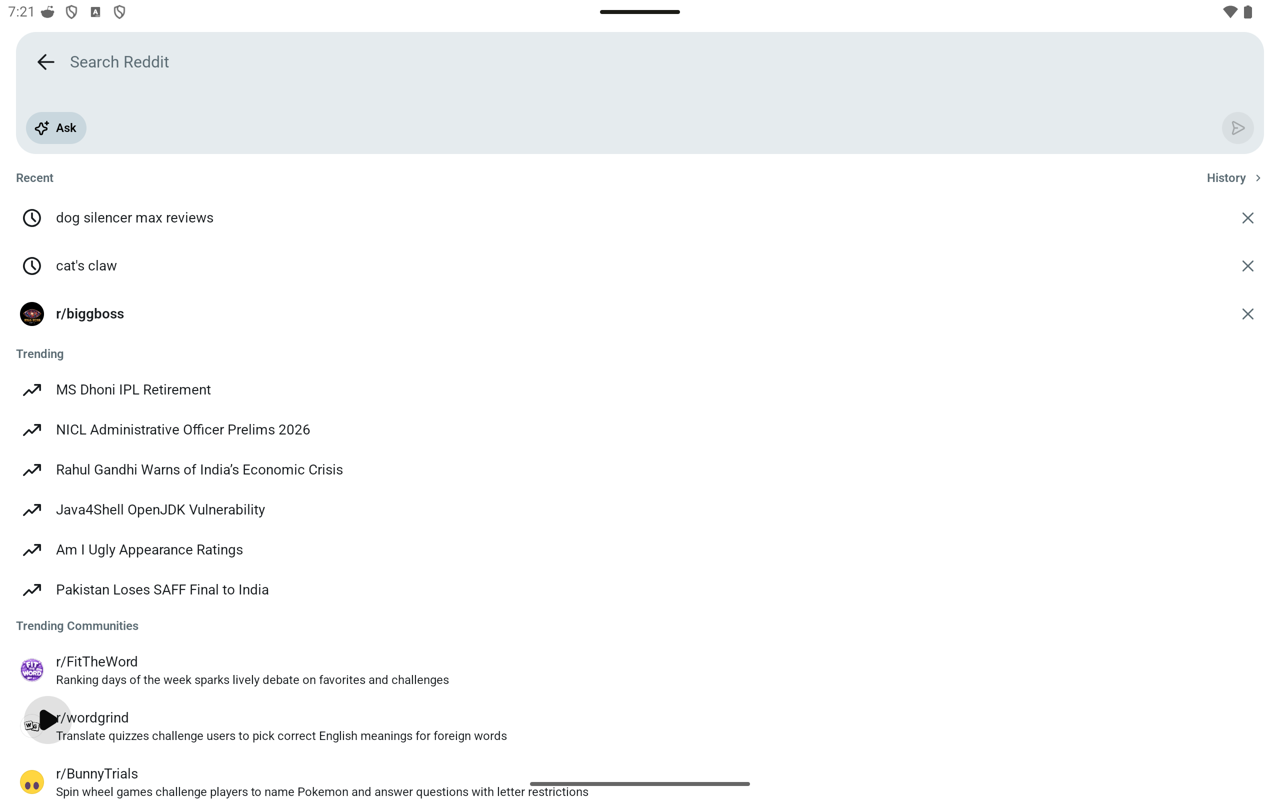 7:21
Search Reddit
Ask
Recent
History
dog silencer max reviews
cat's claw
r/biggboss
Trending
MS Dhoni IPL Retirement
NICL Administrative Officer Prelims 2026
Rahul Gandhi Warns of India’s Economic Crisis
Java4Shell OpenJDK Vulnerability
Am I Ugly Appearance Ratings
Pakistan Loses SAFF Final to India
Trending Communities
FIT THE WORD
r/FitTheWord
Ranking days of the week sparks lively debate on favorites and challenges
r/wordgrind
Translate quizzes challenge users to pick correct English meanings for foreign words
r/BunnyTrials
Spin wheel games challenge players to name Pokemon and answer questions with letter restrictions